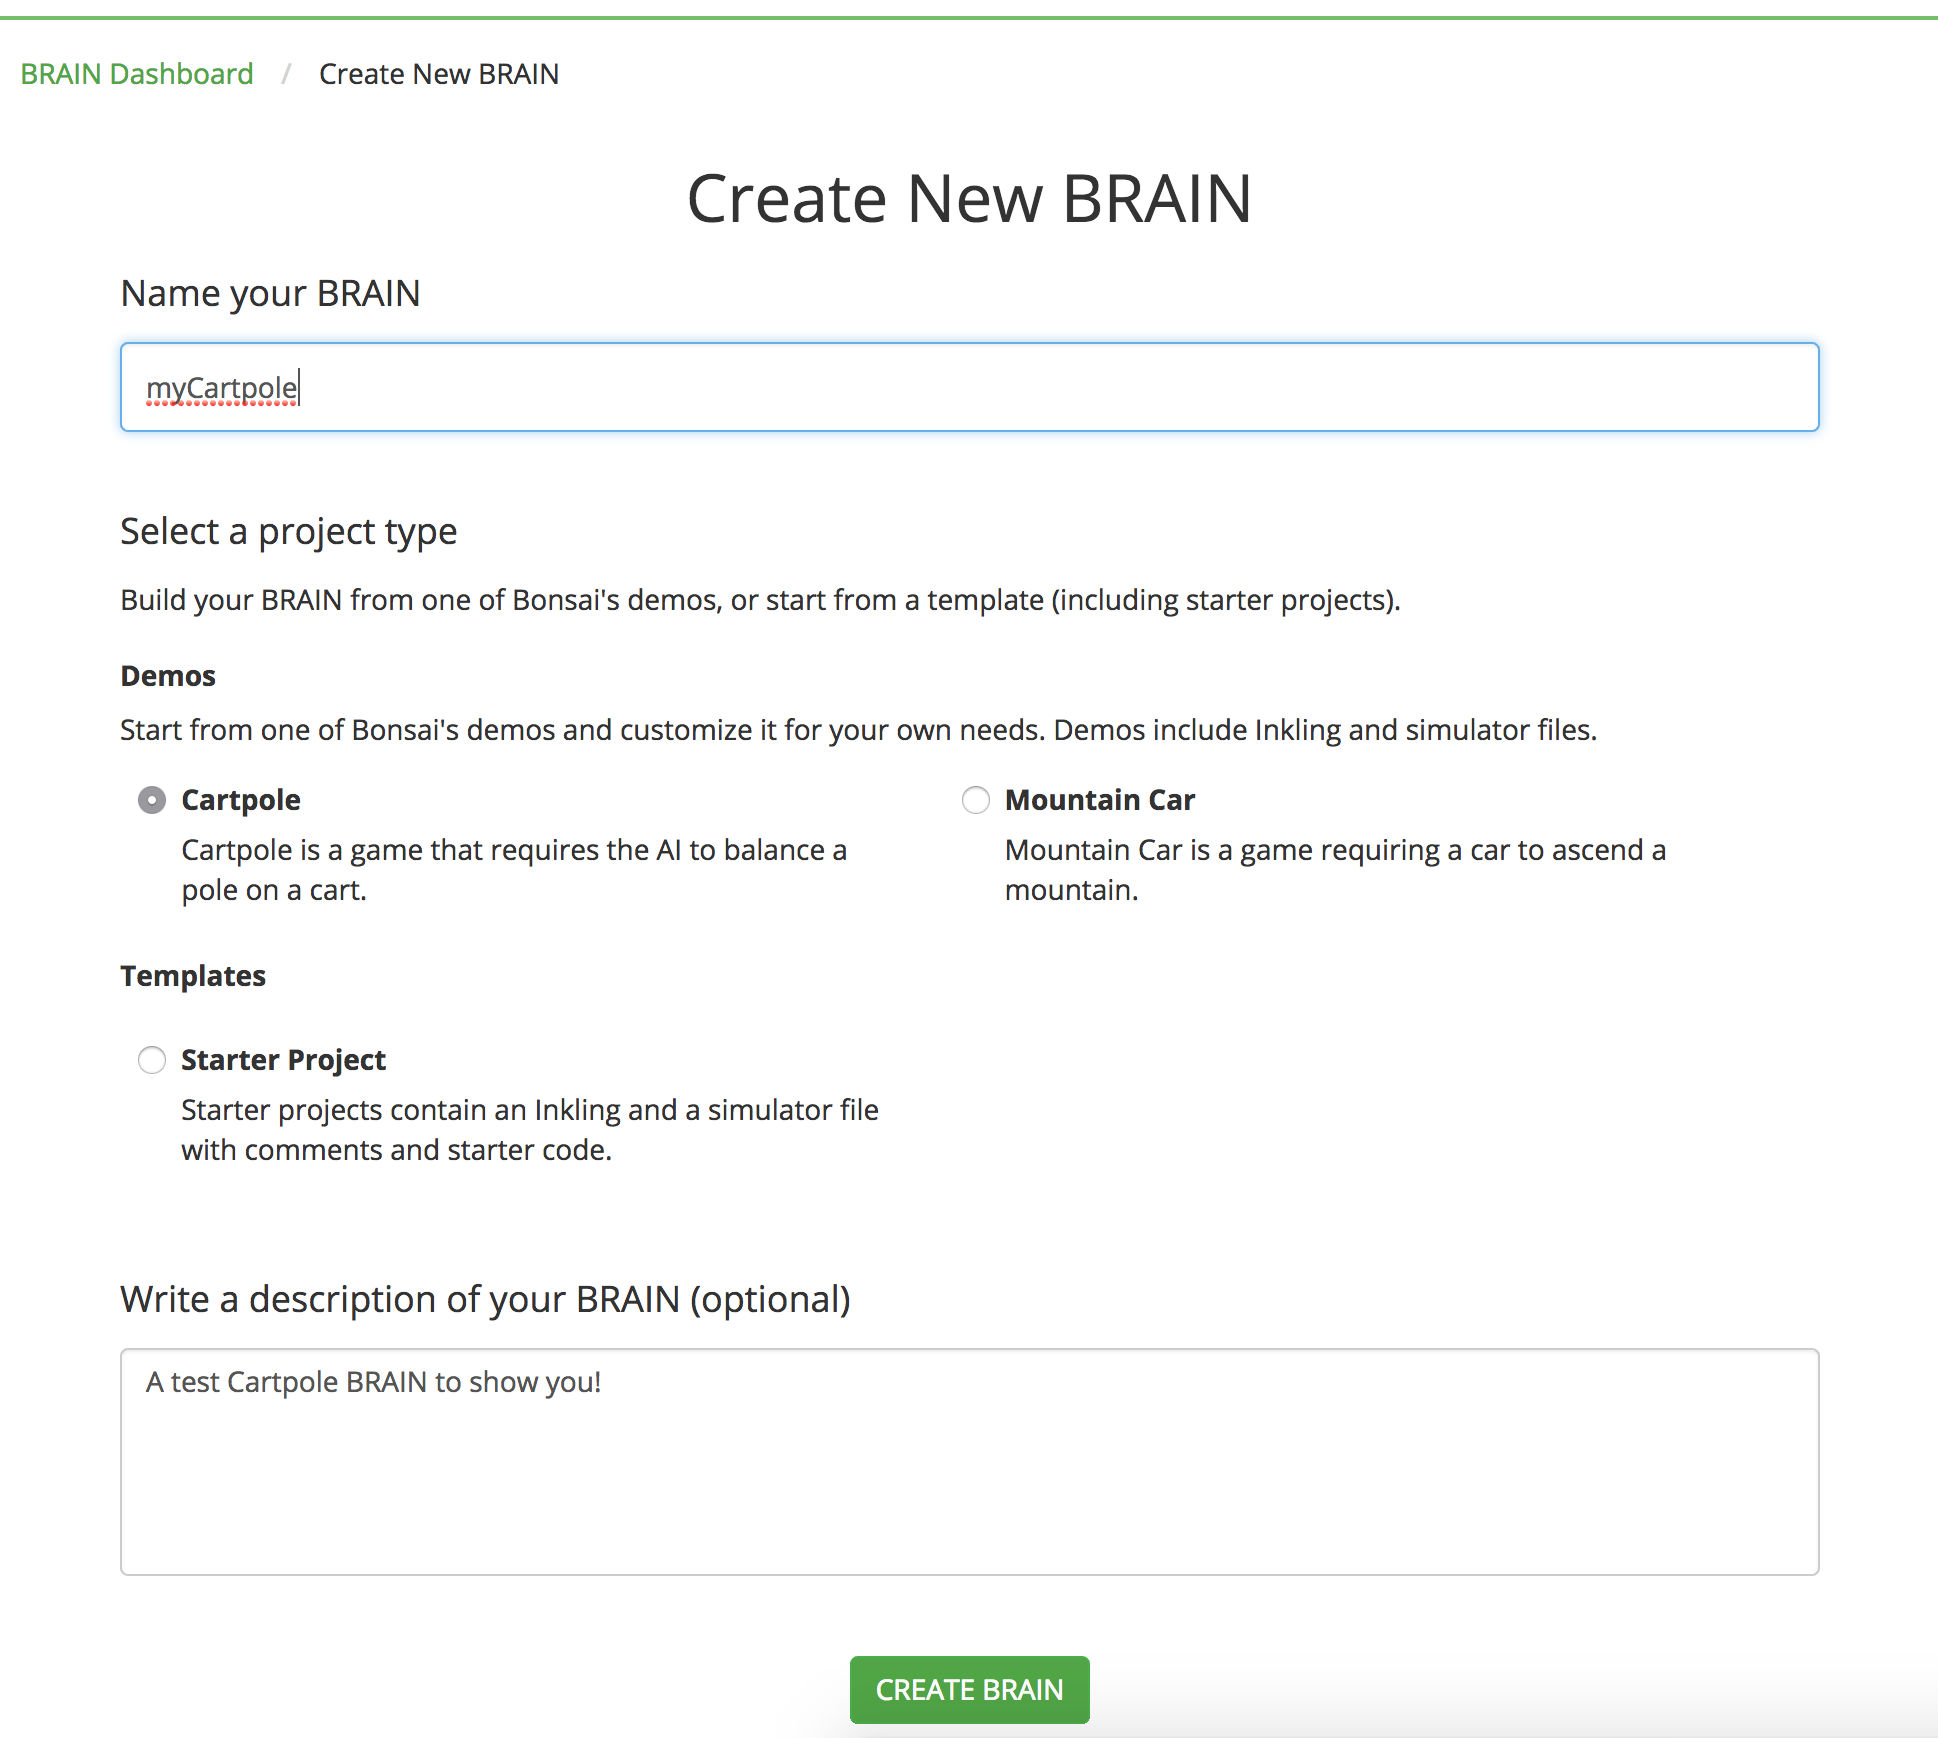 BRAIN Dashboard / Create New BRAIN
Create New BRAIN
Name your BRAIN
myCartpole
Select a project type
Build your BRAIN from one of Bonsai's demos, or start from a template (including starter projects).
Demos
Start from one of Bonsai's demos and customize it for your own needs. Demos include Inkling and simulator files.
Cartpole
Cartpole is a game that requires the AI to balance a
pole on a cart.
Mountain Car
Mountain Car is a game requiring a car to ascend a
mountain.
Templates
Starter Project
Starter projects contain an Inkling and a simulator file
with comments and starter code.
Write a description of your BRAIN (optional)
A test Cartpole BRAIN to show you!
CREATE BRAIN